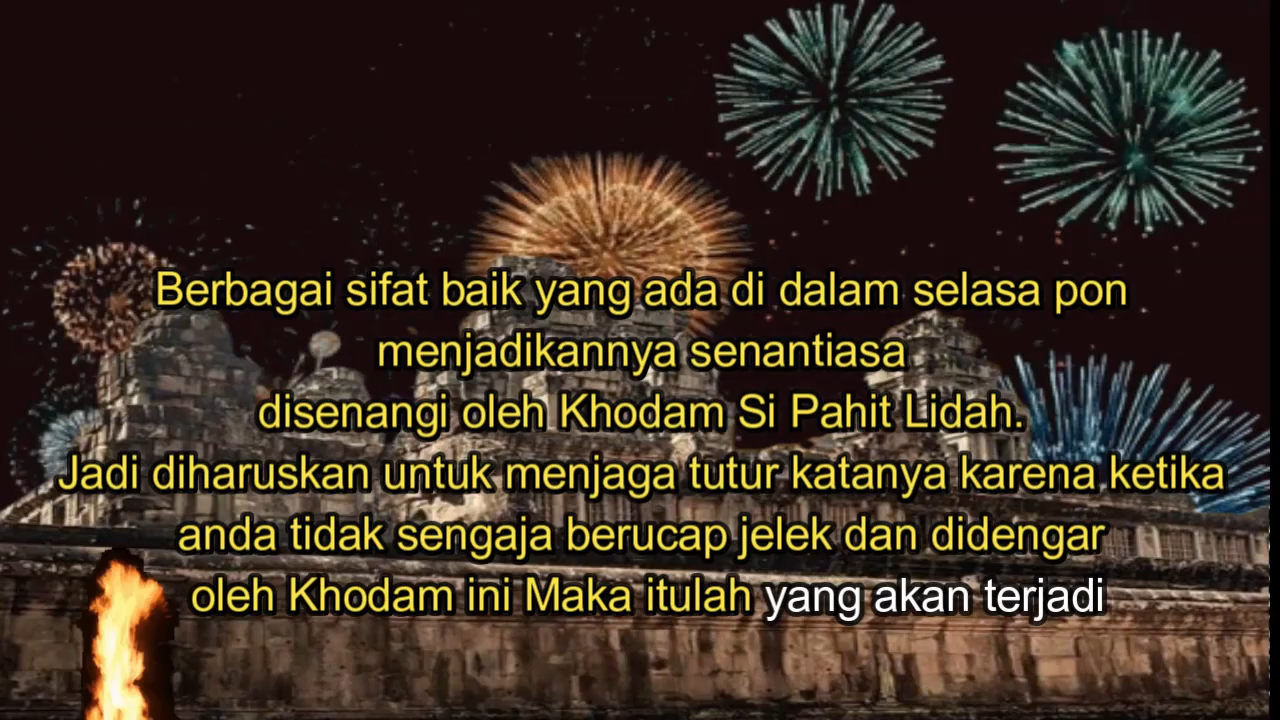 Berbagai sifat baik yang ada di dalam selasa pon
menjadikannya senantiasa
disenangi oleh Khodam Si Pahit Lidah.
Jadi diharuskan untuk menjaga tutur katanya karena ketika
anda tidak sengaja berucap jelek dan didengar
oleh Khodam ini Maka itulah yang akan terjadi